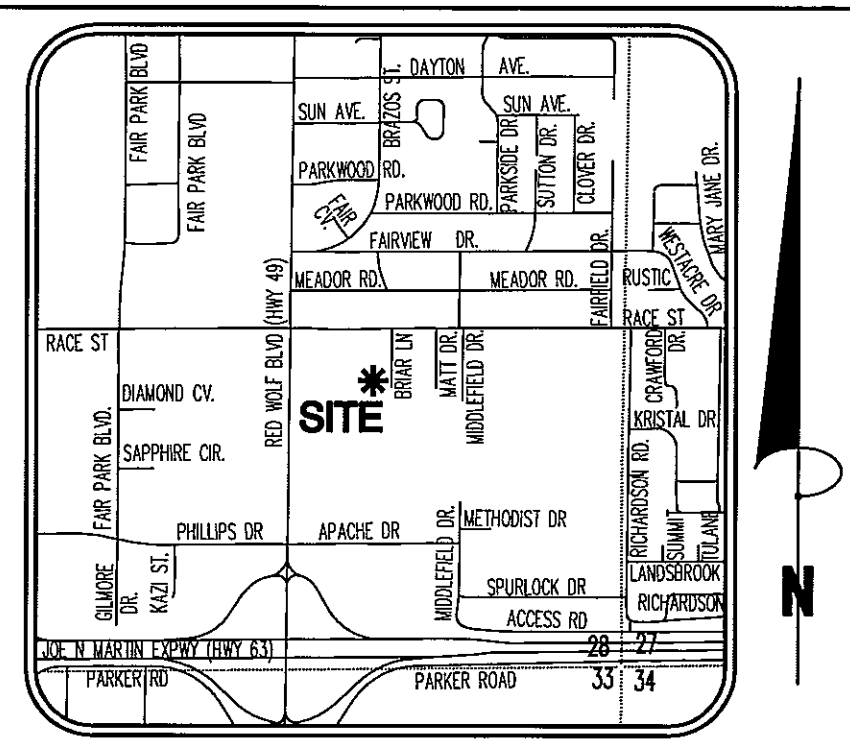 FAIR PARK BLVD
FAIR PARK BLVD
BRAZOS ST.
DAYTON AVE.
SUN AVE.
SUN AVE.
PARKSIDE DR.
SUTTON DR.
CLOVER DR.
MARY JANE DR.
PARKWOOD RD.
PARKWOOD RD.
FAIR CV.
FAIRVIEW DR.
WESTACRE DR
MEADOR RD.
MEADOR RD.
FAIRFIELD DR.
RUSTIC
RED WOLF BLVD (HWY 49)
RACE ST
RACE ST
BRIAR LN
MATT DR.
MIDDLEFIELD DR.
CRAWFORD DR.
DIAMOND CV.
SITE
KRISTAL DR
FAIR PARK BLVD.
SAPPHIRE CIR.
RICHARDSON RD.
SUMMIT
TULANE
PHILLIPS DR
APACHE DR
METHODIST DR
MIDDLEFIELD DR.
GILMORE DR.
KAZI ST.
LANDSBROOK
SPURLOCK DR
RICHARDSON
ACCESS RD
N
JOE N MARTIN EXPWY (HWY 63)
28 27
PARKER RD
PARKER ROAD
33 34